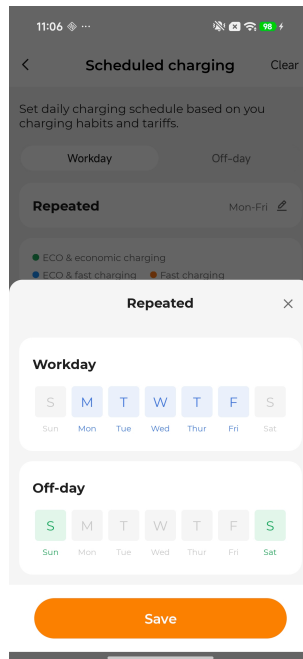 11:06 ...
98
Scheduled charging
Clear
Set daily charging schedule based on you
charging habits and tariffs.
Workday
Off-day
Repeated
Mon-Fri
ECO & economic charging
ECO & fast charging
Fast charging
Repeated
Workday
S M T W T F S
Sun Mon Tue Wed Thur Fri Sat
Off-day
S M T W T F S
Sun Mon Tue Wed Thur Fri Sat
Save